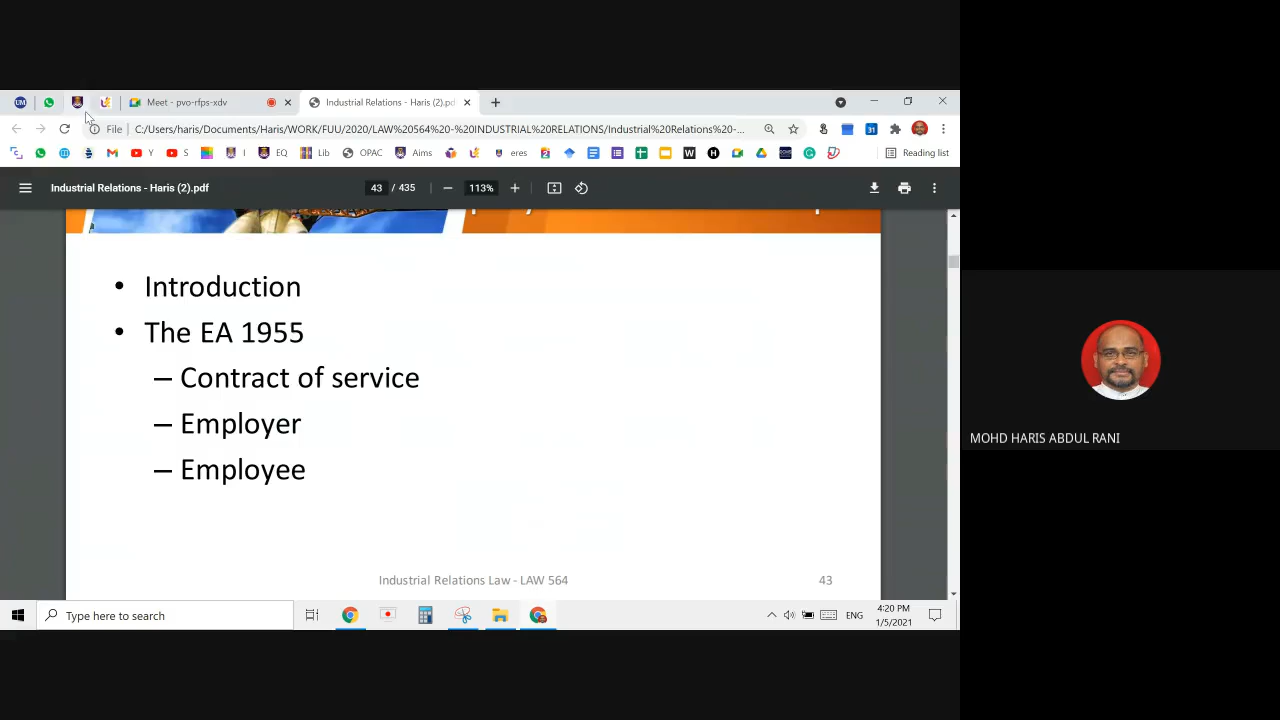 UM
Meet - pvo-rfps-xdv
Industrial Relations - Haris (2).pd
File
C:/Users/haris/Documents/Haris/WORK/FUU/2020/LAW%20564%20-%20INDUSTRIAL%20RELATIONS/Industrial%20Relations%20-...
31
Y
S
I
EQ
Lib
OPAC
Aims
eres
W
H
Reading list
Industrial Relations - Haris (2).pdf
43 / 435
113%
• Introduction
• The EA 1955
– Contract of service
– Employer
– Employee
MOHD HARIS ABDUL RANI
Industrial Relations Law - LAW 564
43
Type here to search
ENG
4:20 PM
1/5/2021